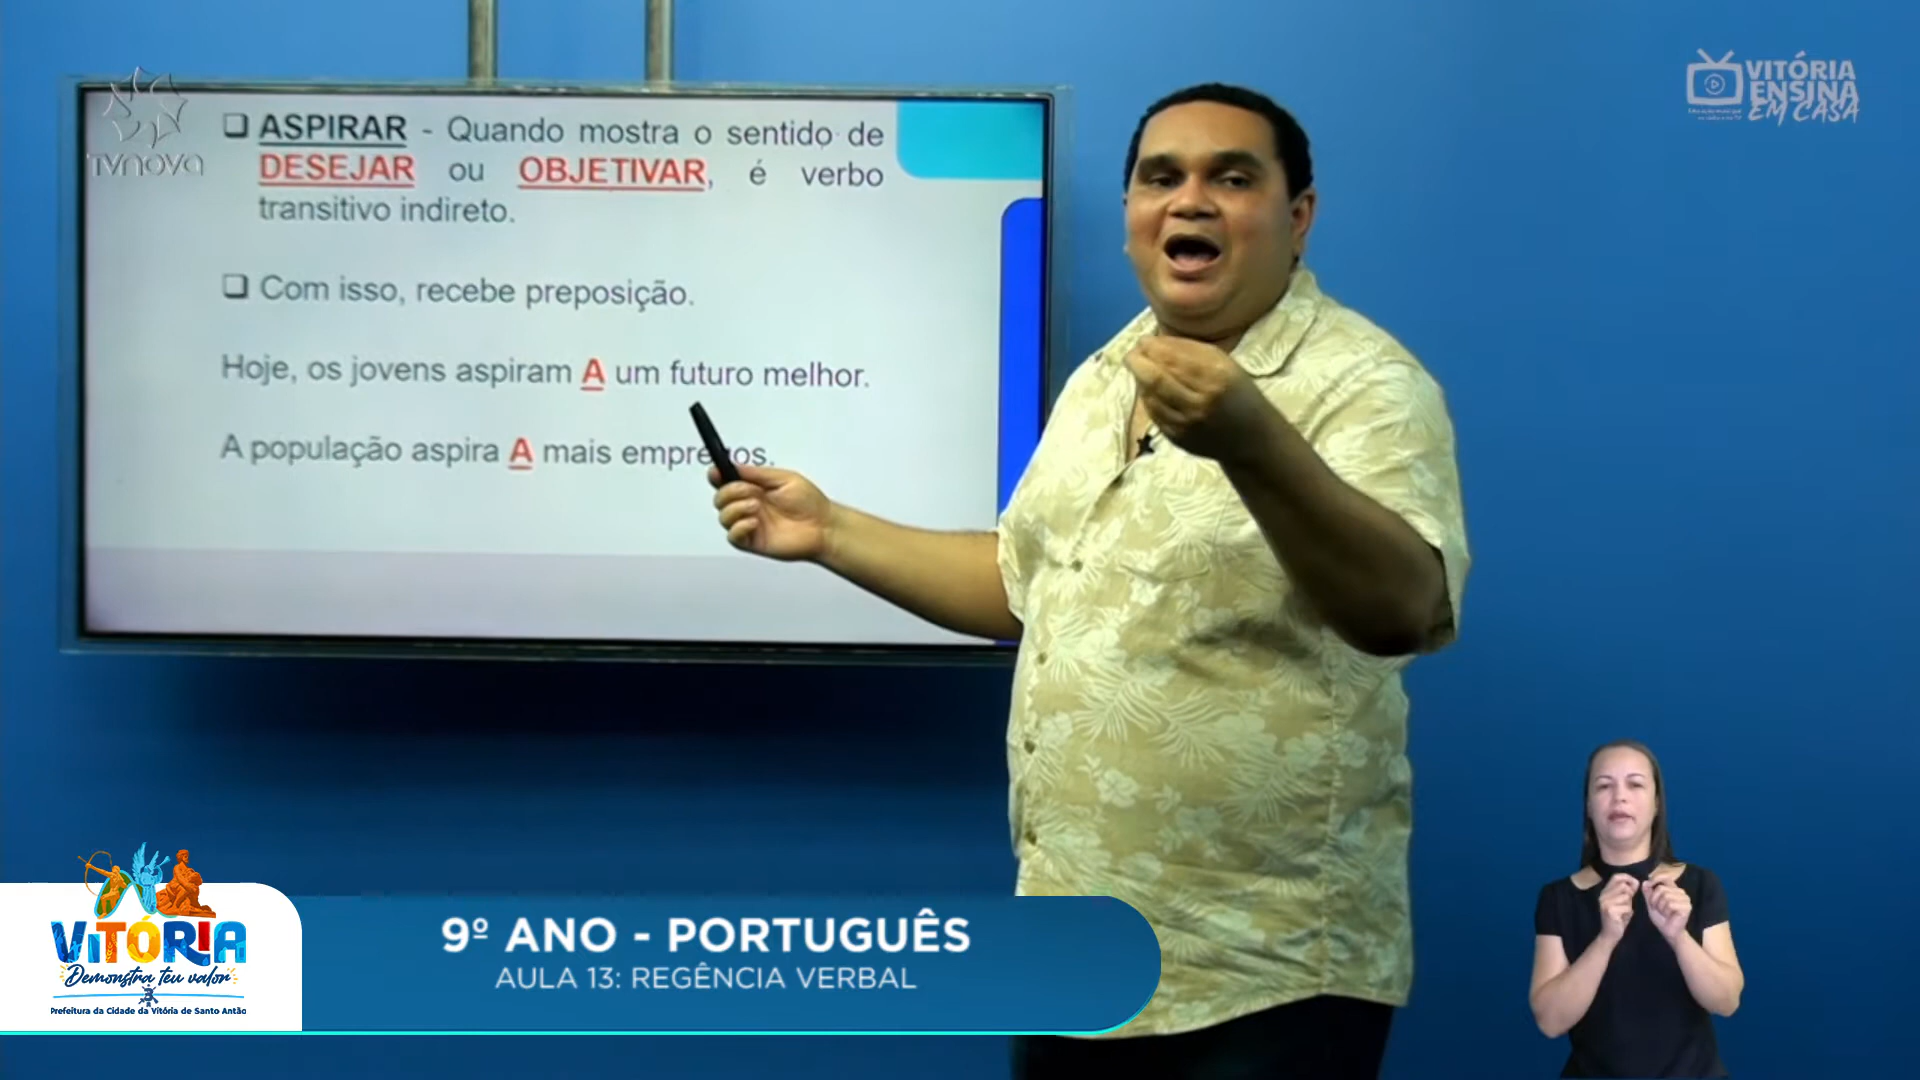 ASPIRAR - Quando mostra o sentido de
DESEJAR ou OBJETIVAR, é verbo
transitivo indireto.
Com isso, recebe preposição.
Hoje, os jovens aspiram A um futuro melhor.
A população aspira A mais empregos.
TVNOVA
VITÓRIA
ENSINA
EM CASA
9º ANO - PORTUGUÊS
AULA 13: REGÊNCIA VERBAL
VITÓRIA
Demonstra teu valor
Prefeitura da Cidade da Vitória de Santo Antão